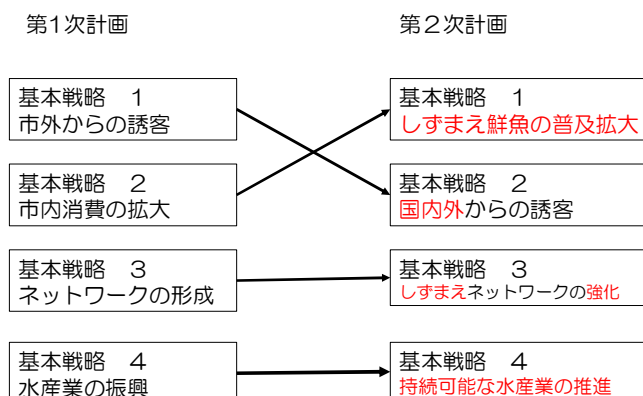 第1次計画
第2次計画
基本戦略 1
市外からの誘客
基本戦略 1
しずまえ鮮魚の普及拡大
基本戦略 2
市内消費の拡大
基本戦略 2
国内外からの誘客
基本戦略 3
ネットワークの形成
基本戦略 3
しずまえネットワークの強化
基本戦略 4
水産業の振興
基本戦略 4
持続可能な水産業の推進